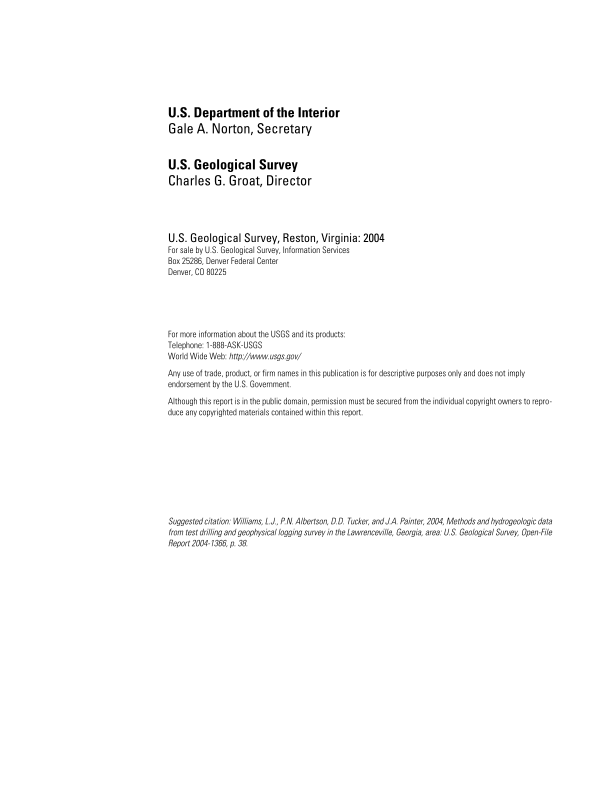 U.S. Department of the Interior
Gale A. Norton, Secretary
U.S. Geological Survey
Charles G. Groat, Director
U.S. Geological Survey, Reston, Virginia: 2004
For sale by U.S. Geological Survey, Information Services
Box 25286, Denver Federal Center
Denver, CO 80225
For more information about the USGS and its products:
Telephone: 1-888-ASK-USGS
World Wide Web: http://www.usgs.gov/
Any use of trade, product, or firm names in this publication is for descriptive purposes only and does not imply
endorsement by the U.S. Government.
Although this report is in the public domain, permission must be secured from the individual copyright owners to repro-
duce any copyrighted materials contained within this report.
Suggested citation: Williams, L.J., P.N. Albertson, D.D. Tucker, and J.A. Painter, 2004, Methods and hydrogeologic data
from test drilling and geophysical logging survey in the Lawrenceville, Georgia, area: U.S. Geological Survey, Open-File
Report 2004-1366, p. 38.